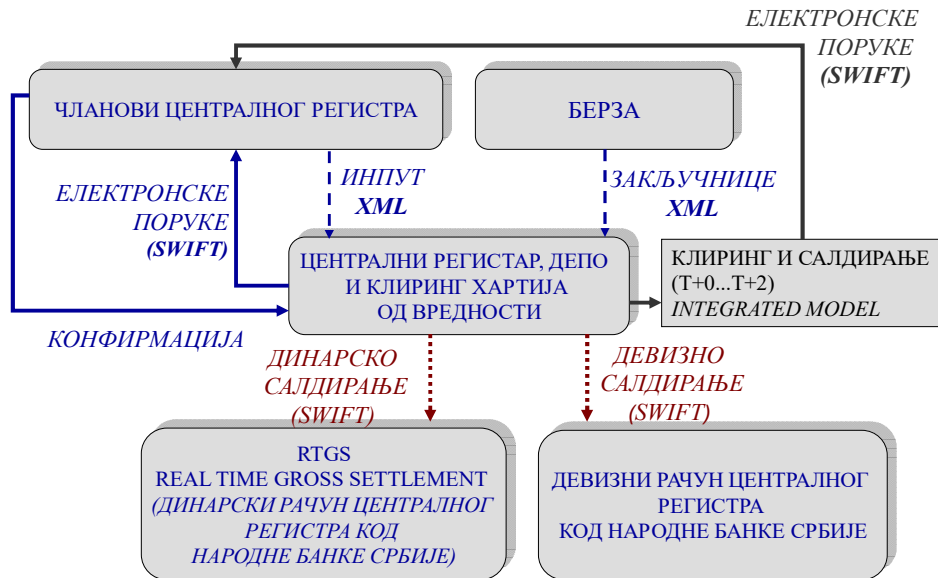 ЕЛЕКТРОНСКЕ
ПОРУКЕ
(SWIFT)
ЧЛАНОВИ ЦЕНТРАЛНОГ РЕГИСТРА
БЕРЗА
ЕЛЕКТРОНСКЕ
ПОРУКЕ
(SWIFT)
ИНПУТ
XML
ЗАКЉУЧНИЦЕ
XML
ЦЕНТРАЛНИ РЕГИСТАР, ДЕПО
И КЛИРИНГ ХАРТИЈА
ОД ВРЕДНОСТИ
КЛИРИНГ И САЛДИРАЊЕ
(T+0...T+2)
INTEGRATED MODEL
КОНФИРМАЦИЈА
ДИНАРСКО
САЛДИРАЊЕ
(SWIFT)
ДЕВИЗНО
САЛДИРАЊЕ
(SWIFT)
RTGS
REAL TIME GROSS SETTLEMENT
(ДИНАРСКИ РАЧУН ЦЕНТРАЛНОГ
РЕГИСТРА КОД
НАРОДНЕ БАНКЕ СРБИЈЕ)
ДЕВИЗНИ РАЧУН ЦЕНТРАЛНОГ
РЕГИСТРА
КОД НАРОДНЕ БАНКЕ СРБИЈЕ